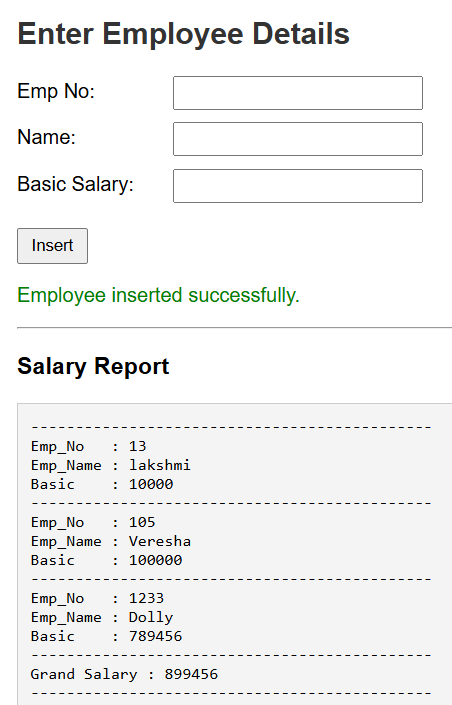 Enter Employee Details
Emp No:
Name:
Basic Salary:
Insert
Employee inserted successfully.
Salary Report
---------------------------------------------
Emp_No   : 13
Emp_Name : lakshmi
Basic    : 10000
---------------------------------------------
Emp_No   : 105
Emp_Name : Veresha
Basic    : 100000
---------------------------------------------
Emp_No   : 1233
Emp_Name : Dolly
Basic    : 789456
---------------------------------------------
Grand Salary : 899456
---------------------------------------------